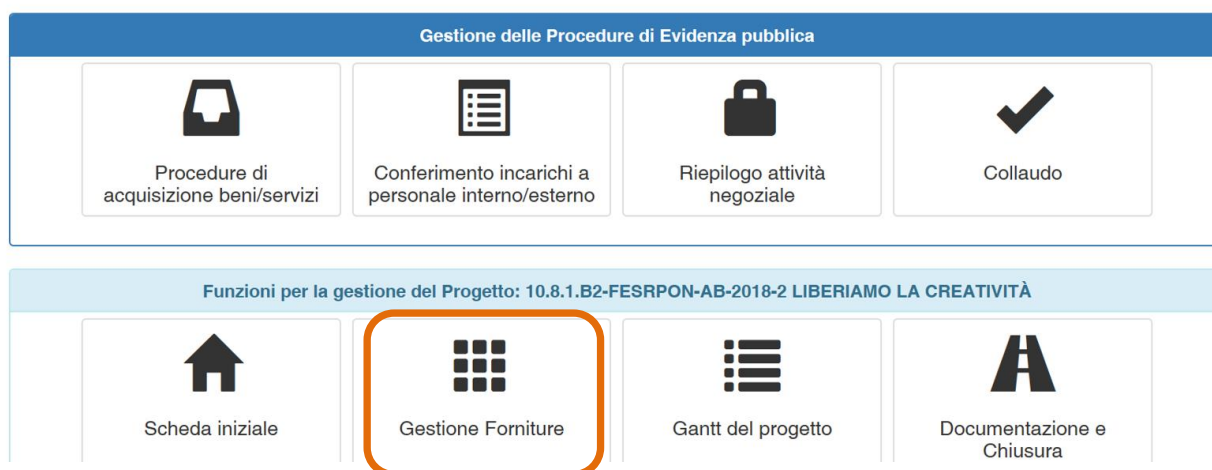 Gestione delle Procedure di Evidenza pubblica
Procedure di
acquisizione beni/servizi
Conferimento incarichi a
personale interno/esterno
Riepilogo attività
negoziale
Collaudo
Funzioni per la gestione del Progetto: 10.8.1.B2-FESRPON-AB-2018-2 LIBERIAMO LA CREATIVITÀ
Scheda iniziale
Gestione Forniture
Gantt del progetto
Documentazione e
Chiusura